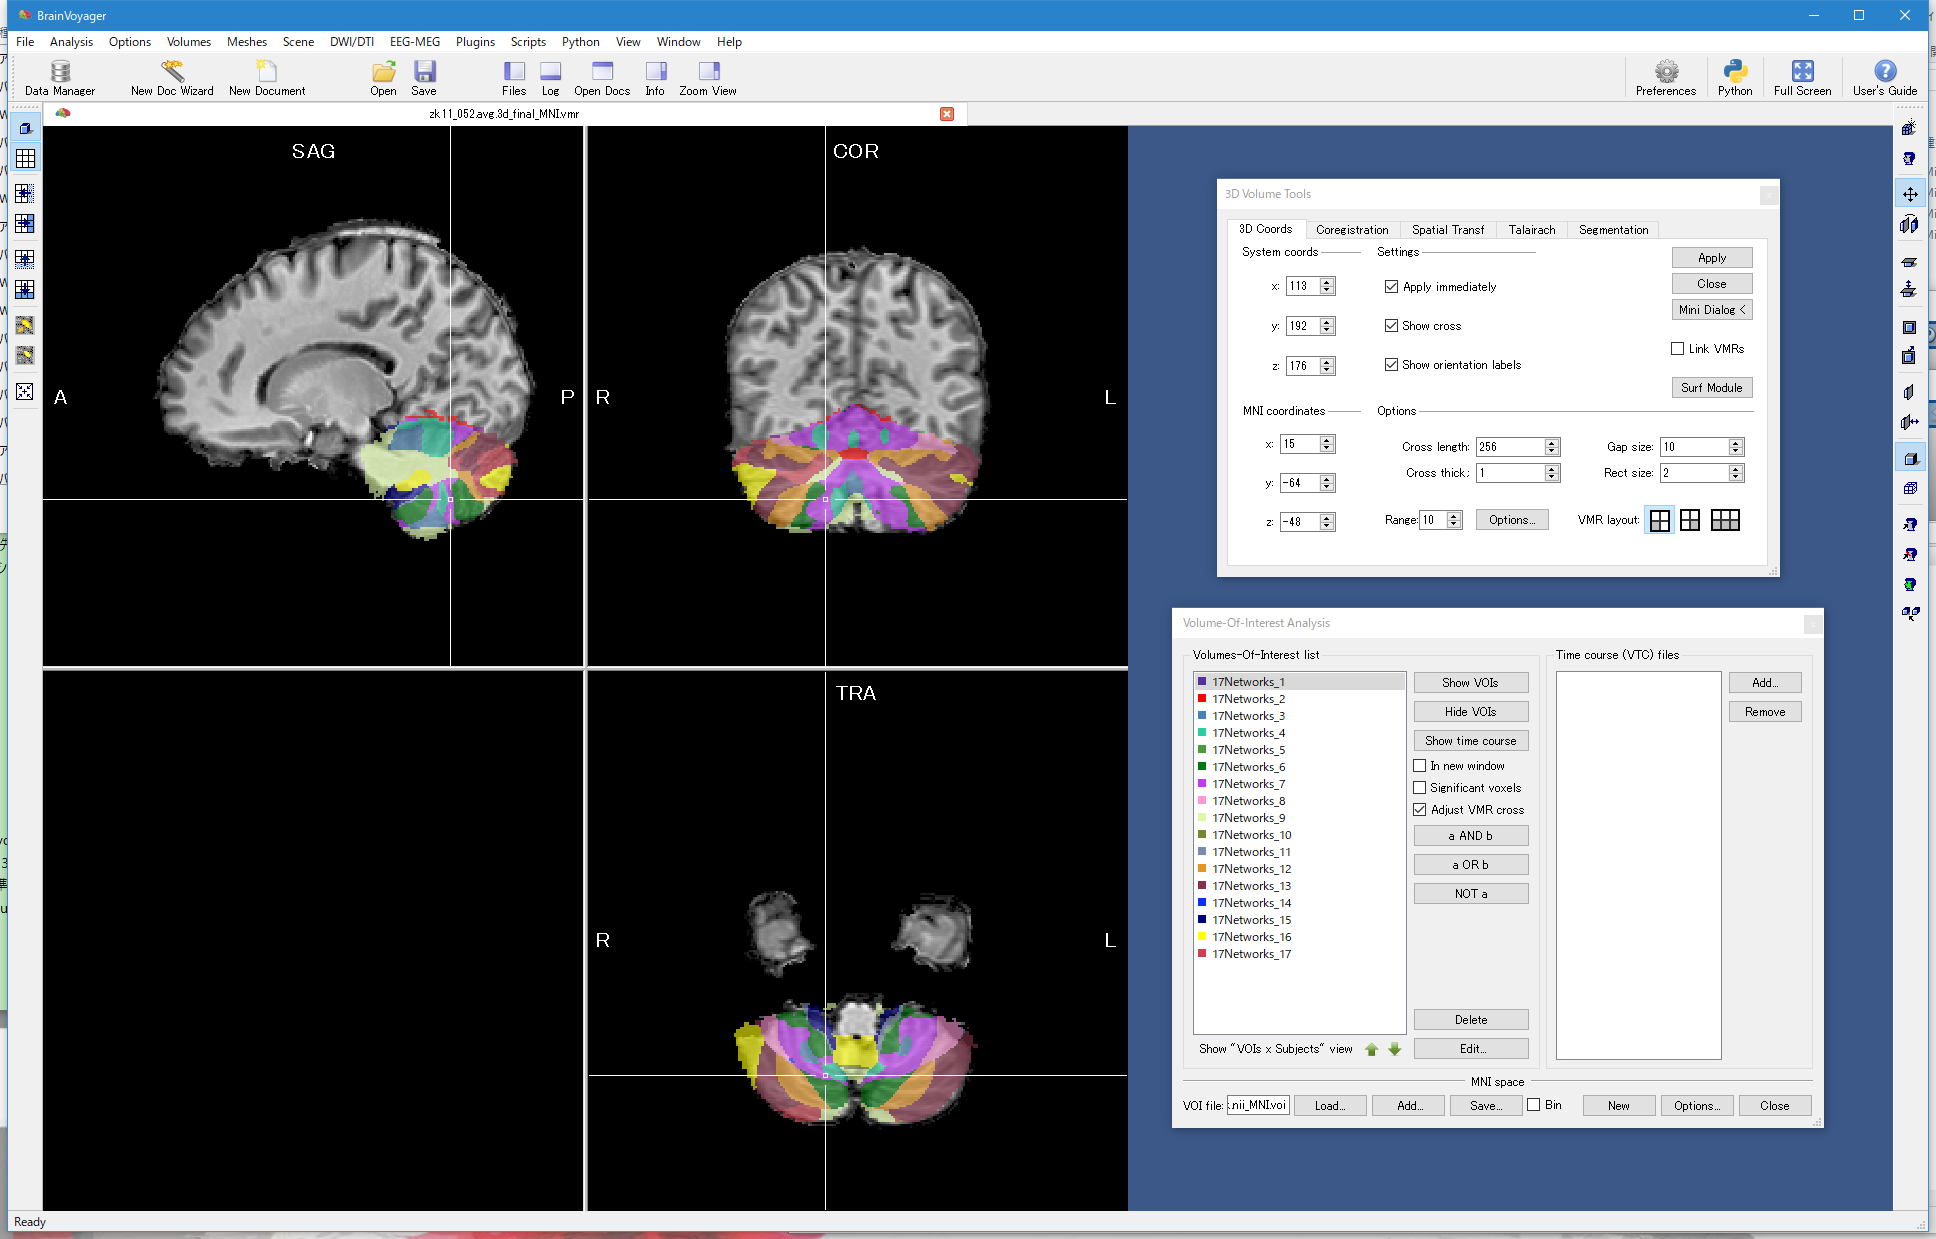 BrainVoyager
File Analysis Options Volumes Meshes Scene DWI/DTI EEG-MEG Plugins Scripts Python View Window Help
Data Manager New Doc Wizard New Document Open Save Files Log Open Docs Info Zoom View Preferences Python Full Screen User's Guide
zk11_052.avg.3d_final_MNI.vmr
SAG
A
P
COR
R
L
TRA
R
L
3D Volume Tools
3D Coords Coregistration Spatial Transf Talairach Segmentation
System coords
x: 113
y: 192
z: 176
Settings
Apply immediately
Show cross
Show orientation labels
Apply
Close
Mini Dialog <
Link VMRs
Surf Module
MNI coordinates
x: 15
y: -64
z: -48
Options
Cross length: 256
Gap size: 10
Cross thick.: 1
Rect size: 2
Range: 10
Options...
VMR layout:
Volume-Of-Interest Analysis
Volumes-Of-Interest list
17Networks_1
17Networks_2
17Networks_3
17Networks_4
17Networks_5
17Networks_6
17Networks_7
17Networks_8
17Networks_9
17Networks_10
17Networks_11
17Networks_12
17Networks_13
17Networks_14
17Networks_15
17Networks_16
17Networks_17
Show VOIs
Hide VOIs
Show time course
In new window
Significant voxels
Adjust VMR cross
a AND b
a OR b
NOT a
Delete
Edit...
Show "VOIs x Subjects" view
Time course (VTC) files
Add...
Remove
MNI space
VOI file: .nii_MNI.voi Load... Add... Save... Bin New Options... Close
Ready